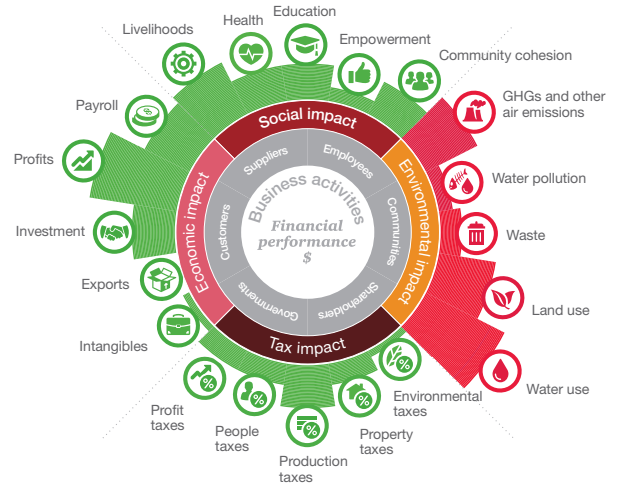 Education
Health
Livelihoods
Empowerment
Community cohesion
Payroll
GHGs and other
air emissions
Social impact
Profits
Suppliers
Employees
Water pollution
Business activities
Economic impact
Environmental impact
Investment
Customers
Financial
performance
$
Communities
Waste
Exports
Governments
Shareholders
Land use
Intangibles
Tax impact
%
%
%
%
%
Profit
taxes
People
taxes
Production
taxes
Property
taxes
Environmental
taxes
Water use